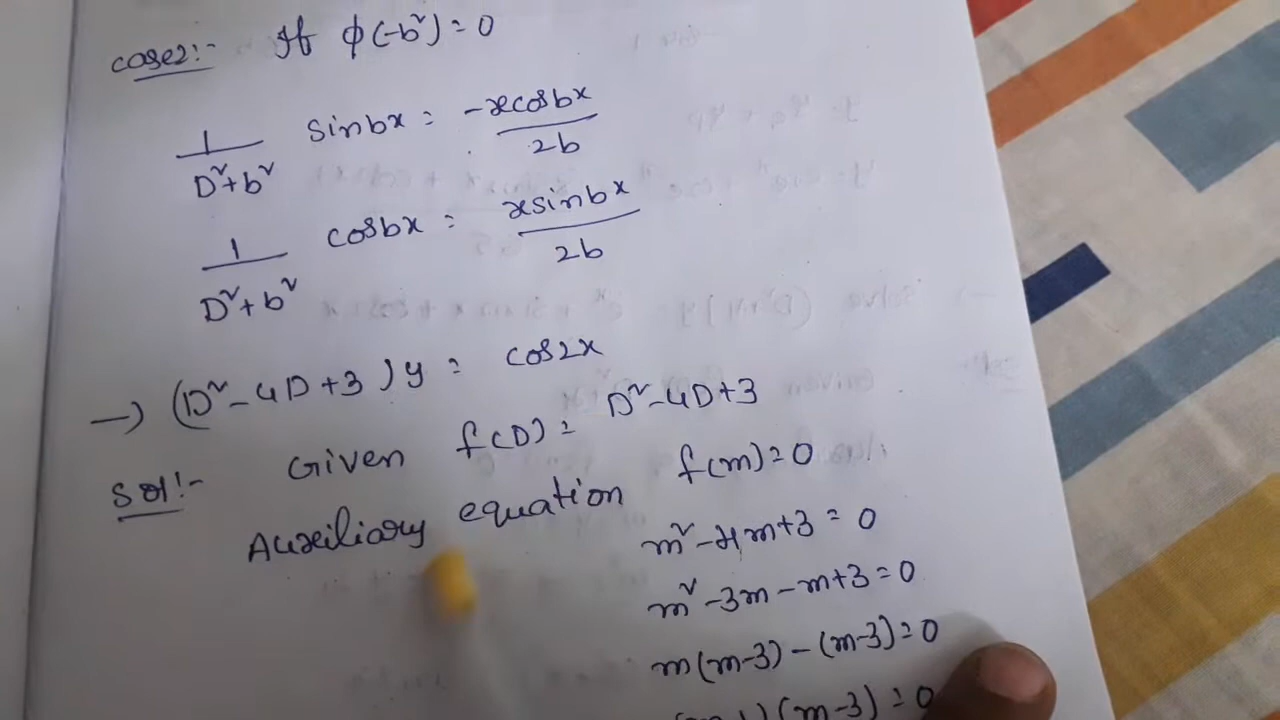 case2:- If φ(-b²) = 0
1/(D²+b²) sinbx = -xcosbx/2b
1/(D²+b²) cosbx = xsinbx/2b
→ (D²-4D+3)y = cos2x
Sol:- Given f(D) = D²-4D+3
Auxiliary equation f(m)=0
m²-4m+3=0
m²-3m-m+3=0
m(m-3)-(m-3)=0
(m-3)=0